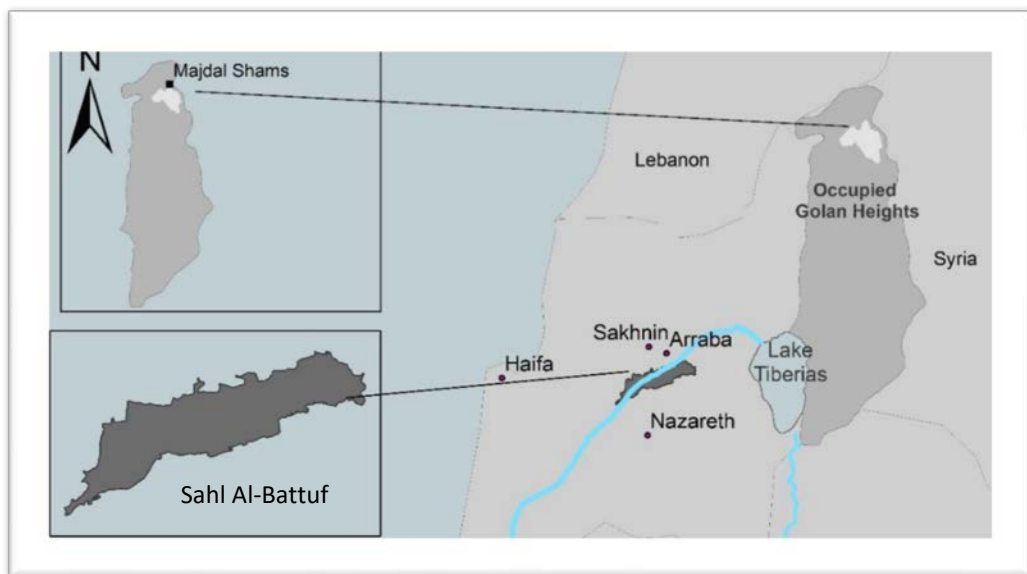 N
Majdal Shams
Lebanon
Occupied
Golan Heights
Syria
Sakhnin
Arraba
Haifa
Lake
Tiberias
Nazareth
Sahl Al-Battuf